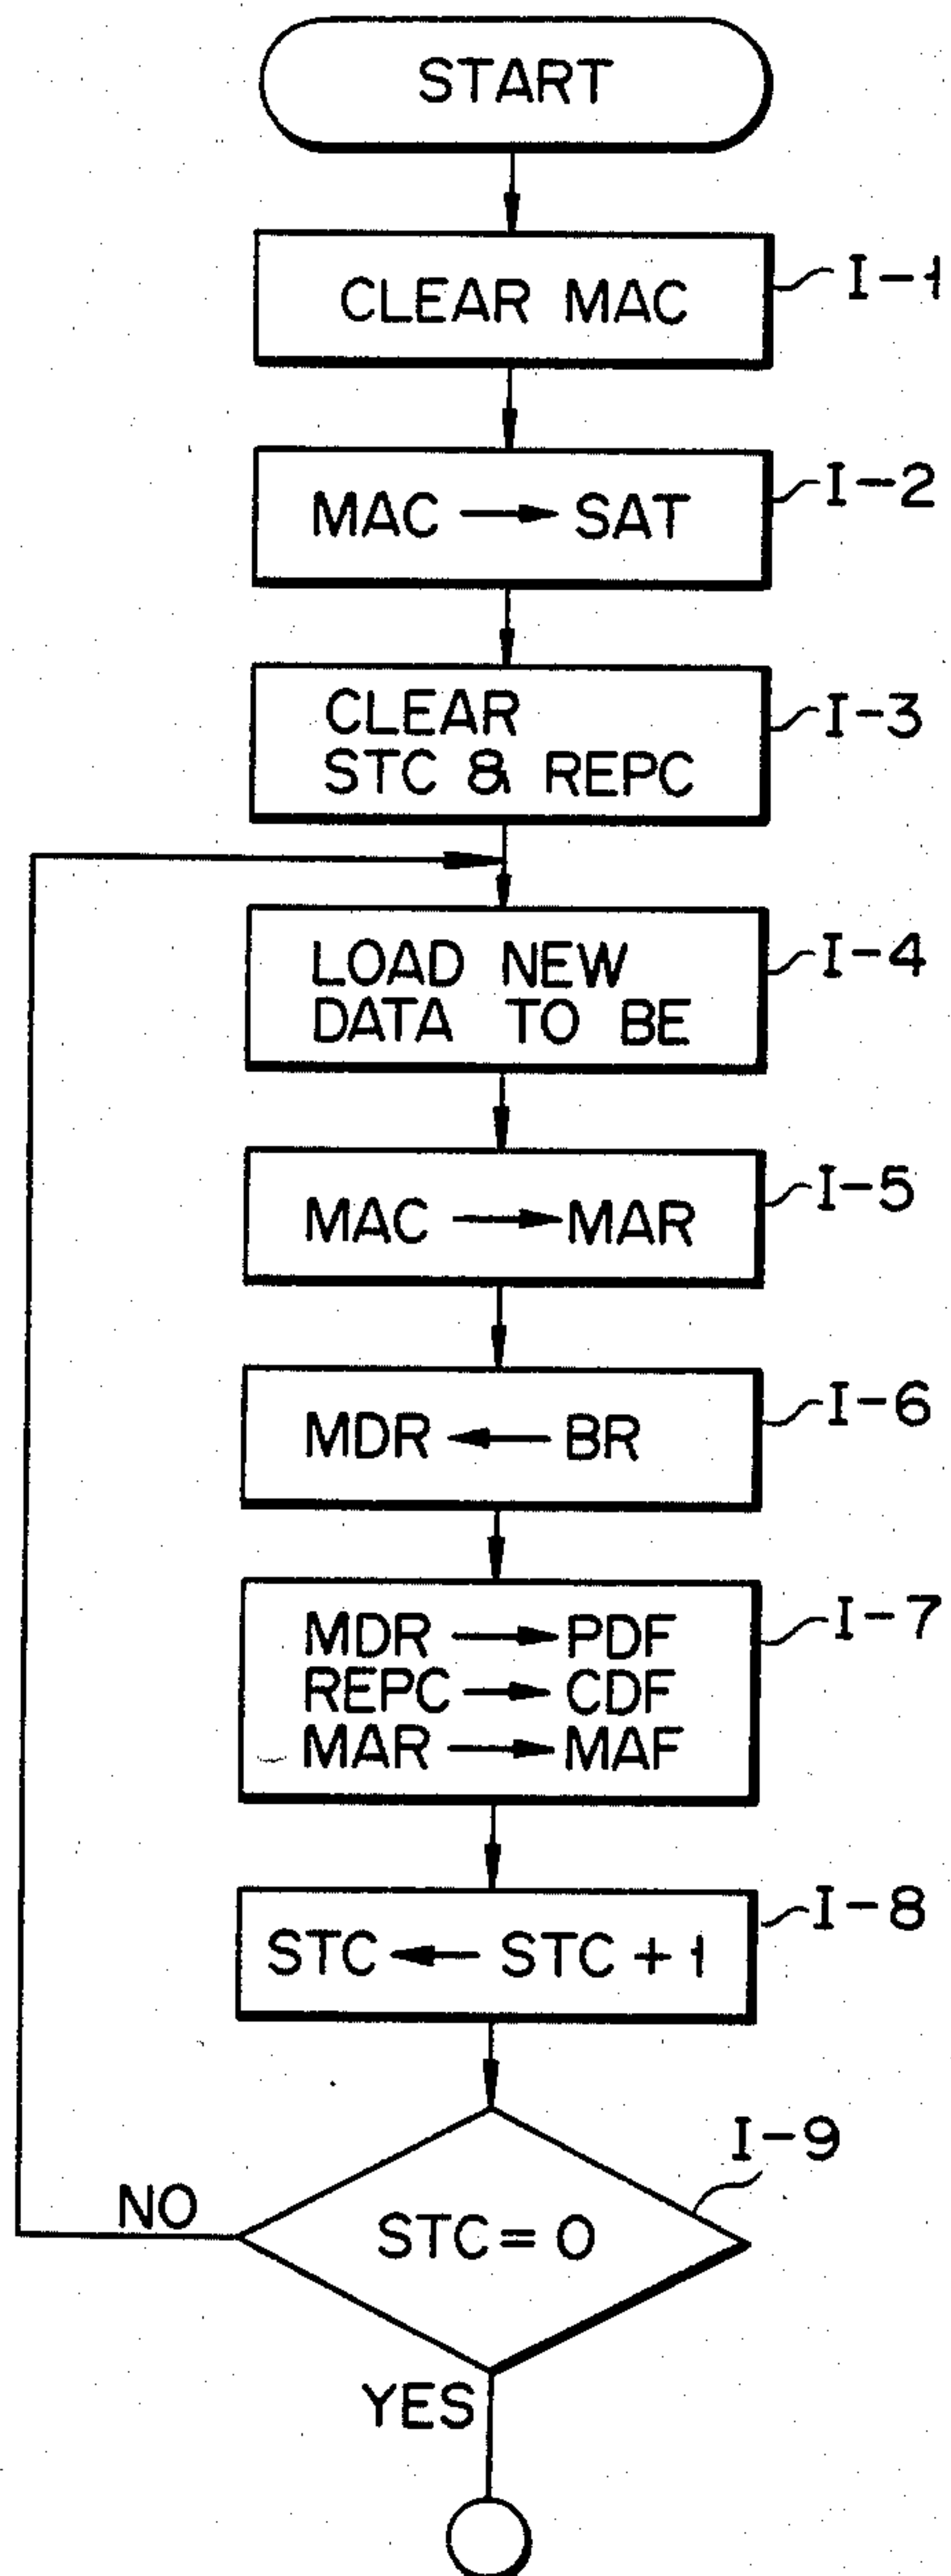 START
CLEAR MAC
I-1
MAC → SAT
I-2
CLEAR
STC & REPC
I-3
LOAD NEW
DATA TO BE
I-4
MAC → MAR
I-5
MDR ← BR
I-6
MDR → PDF
REPC → CDF
MAR → MAF
I-7
STC ← STC + 1
I-8
I-9
STC = 0
NO
YES